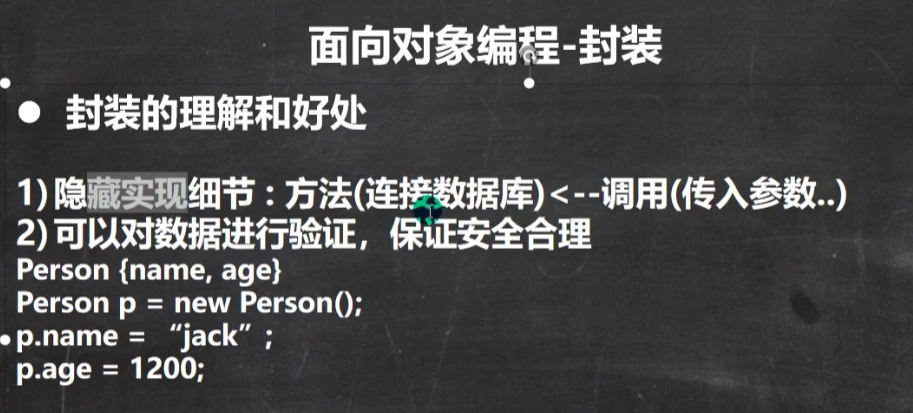 面向对象编程-封装
● 封装的理解和好处
1) 隐藏实现细节：方法(连接数据库)<--调用(传入参数..)
2) 可以对数据进行验证，保证安全合理
Person {name, age}
Person p = new Person();
p.name = “jack”;
p.age = 1200;